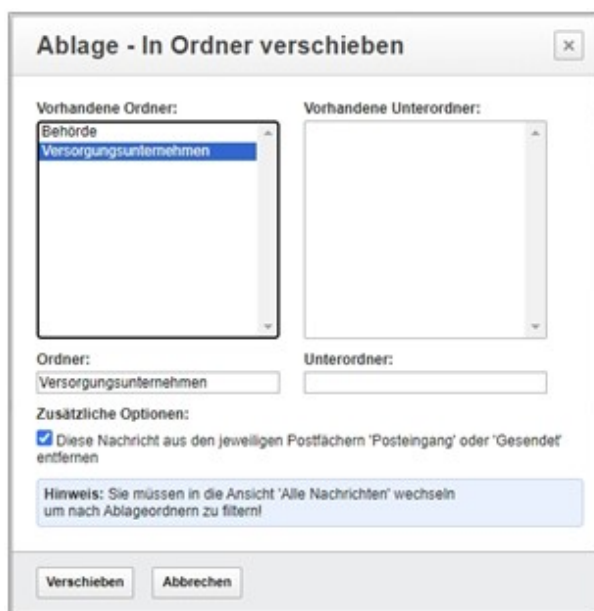 Ablage - In Ordner verschieben
Vorhandene Ordner:
Vorhandene Unterordner:
Behörde
Versorgungsunternehmen
Ordner:
Unterordner:
Versorgungsunternehmen
Zusätzliche Optionen:
Diese Nachricht aus den jeweiligen Postfächern 'Posteingang' oder 'Gesendet'
entfernen
Hinweis: Sie müssen in die Ansicht 'Alle Nachrichten' wechseln
um nach Ablageordnern zu filtern!
Verschieben
Abbrechen